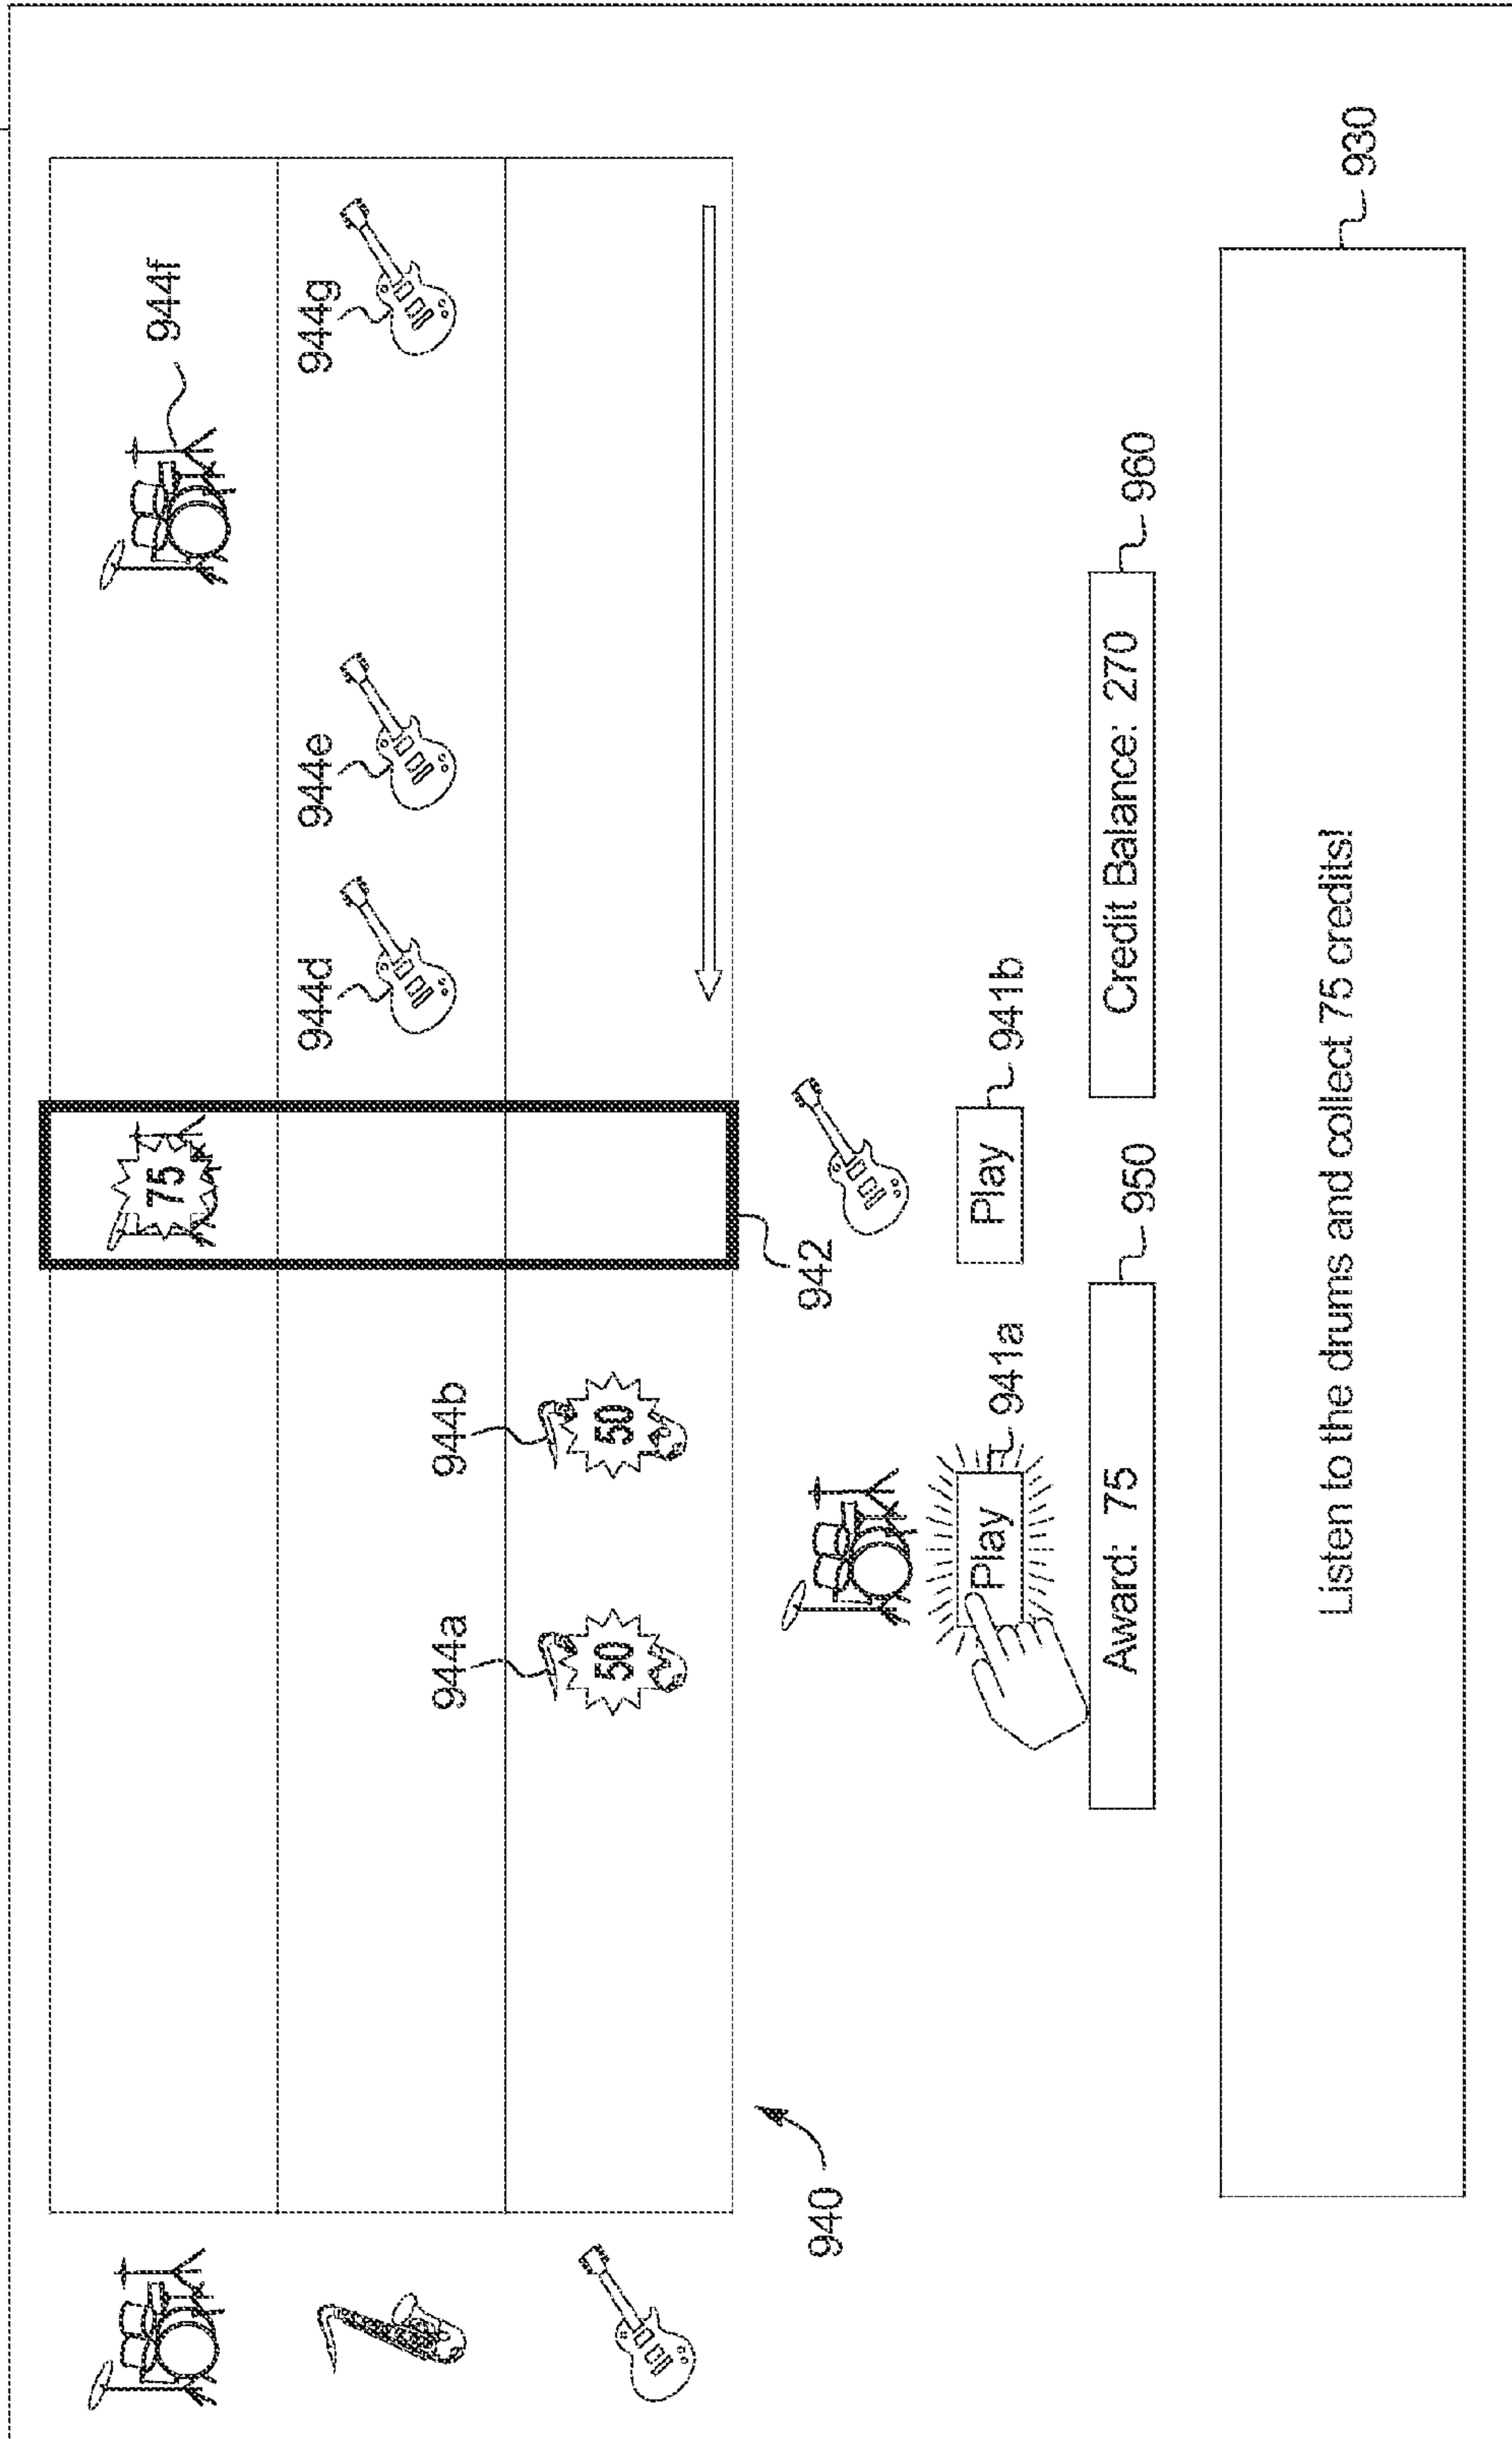 944f
944g
944e
944d
75
944b
50
944a
50
942
940
Play
941a
Play
941b
Award: 75
950
Credit Balance: 270
960
Listen to the drums and collect 75 credits!
930